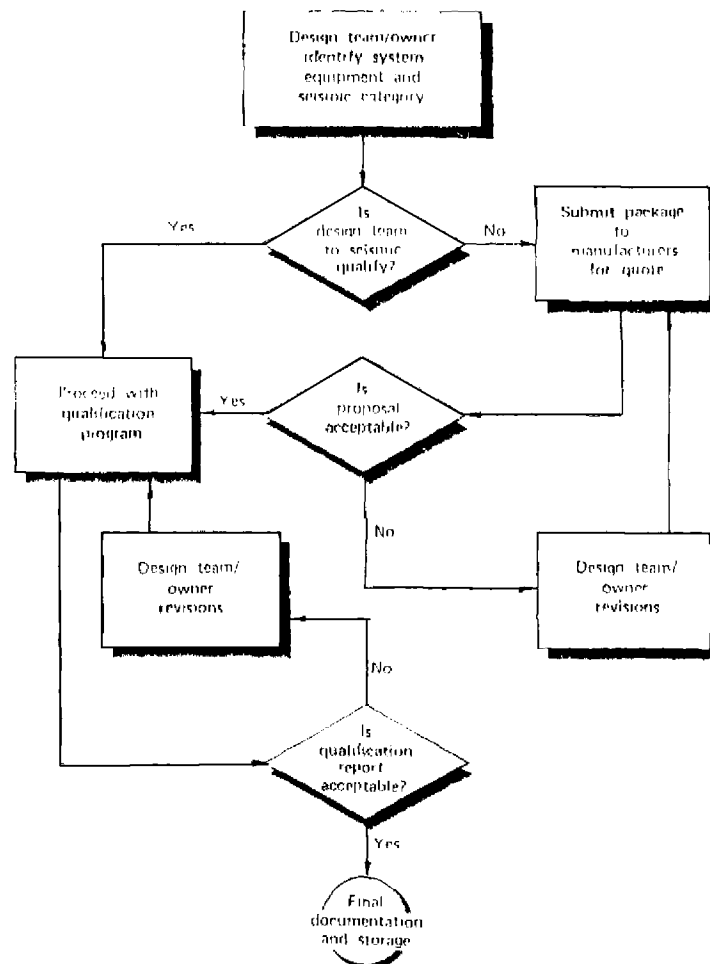 Design team/owner
identify system
equipment and
seismic category
Is
design team
to seismic
qualify?
Yes
No
Submit package
to
manufacturers
for quote
Proceed with
qualification
program
Yes
Is
proposal
acceptable?
No
Design team/
owner
revisions
Design team/
owner
revisions
No
Is
qualification
report
acceptable?
Yes
Final
documentation
and storage